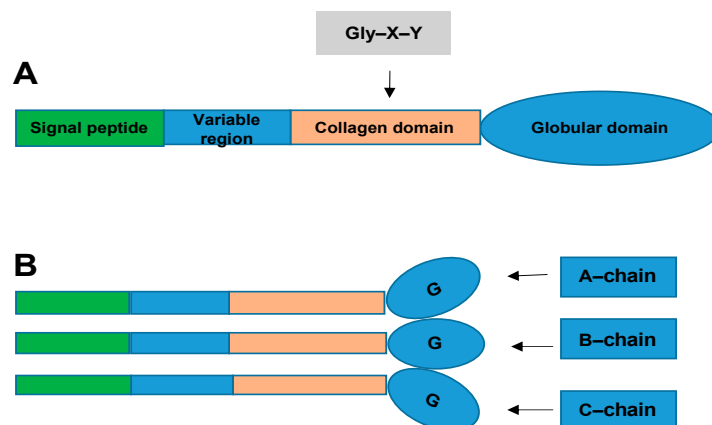 Gly–X–Y
A
Signal peptide
Variable
region
Collagen domain
Globular domain
B
G
A–chain
G
B–chain
G
C–chain